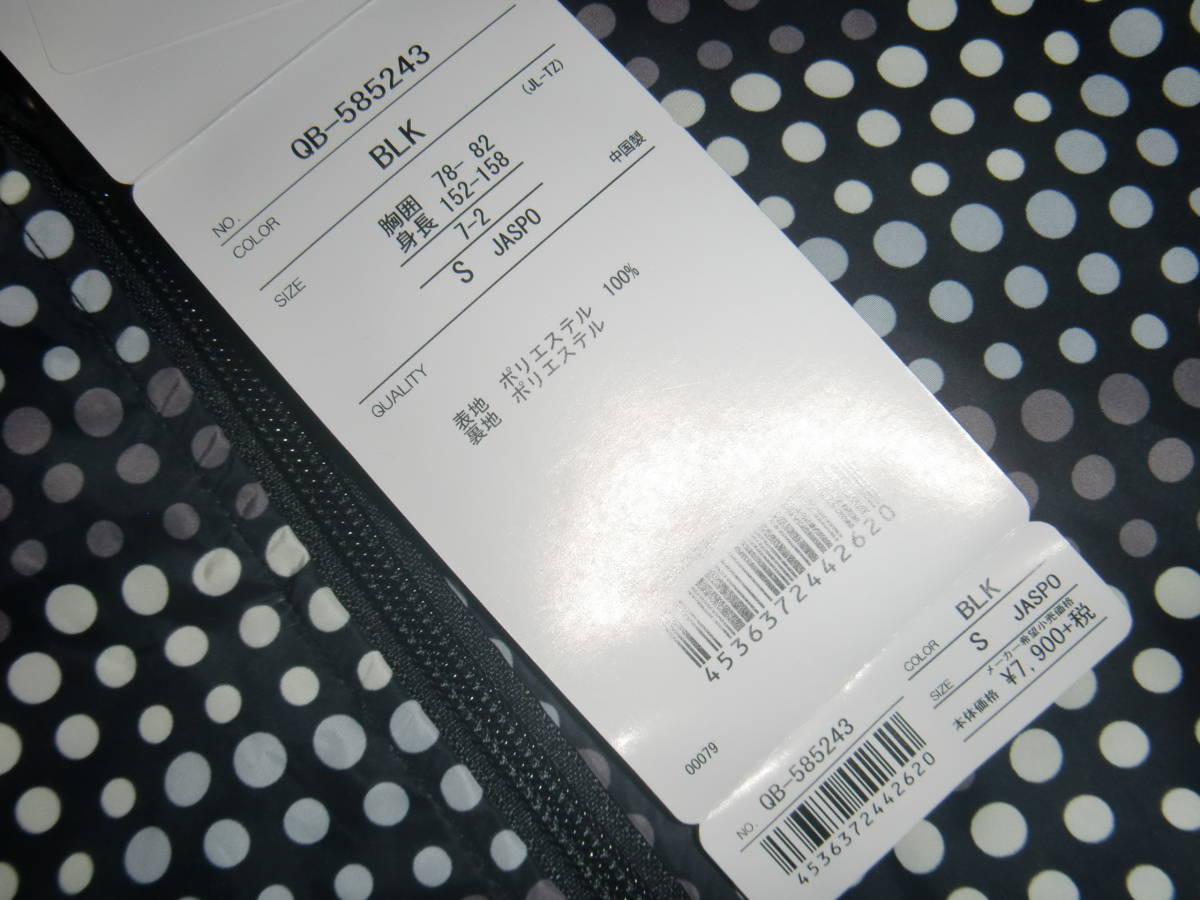 NO. QB-585243
COLOR BLK
(JL-TZ)
SIZE 胸囲 78- 82
身長 152-158
7-2
S JASPO
中国製
QUALITY
表地 ポリエステル 100%
裏地 ポリエステル
4536372442620
00079
NO. QB-585243
4536372442620
COLOR BLK
SIZE S JASPO
メーカー希望小売価格
本体価格 ¥7,900+税